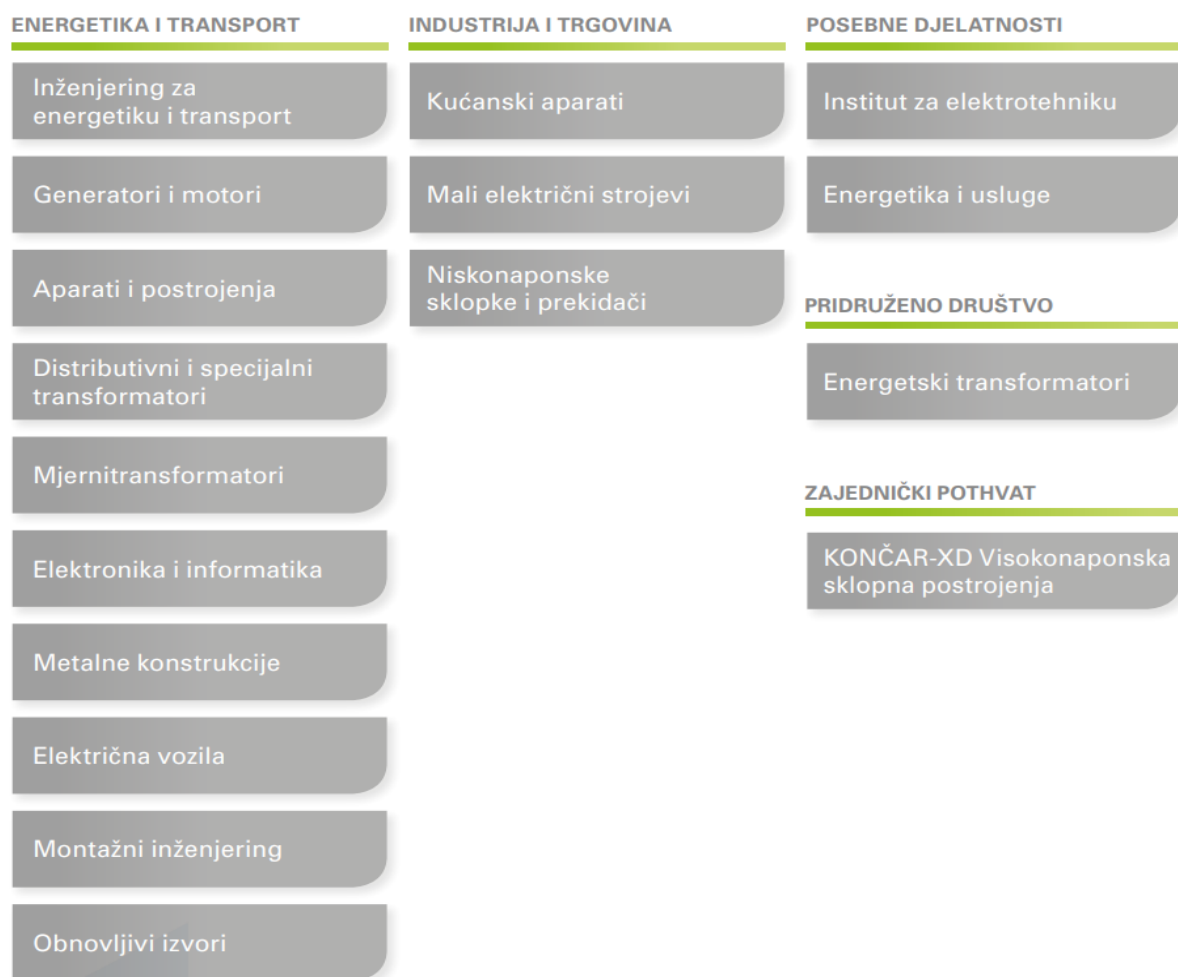 ENERGETIKA I TRANSPORT
Inženjering za
energetiku i transport
Generatori i motori
Aparati i postrojenja
Distributivni i specijalni
transformatori
Mjernitransformatori
Elektronika i informatika
Metalne konstrukcije
Električna vozila
Montažni inženjering
Obnovljivi izvori
INDUSTRIJA I TRGOVINA
Kućanski aparati
Mali električni strojevi
Niskonaponske
sklopke i prekidači
POSEBNE DJELATNOSTI
Institut za elektrotehniku
Energetika i usluge
PRIDRUŽENO DRUŠTVO
Energetski transformatori
ZAJEDNIČKI POTHVAT
KONČAR-XD Visokonaponska
sklopna postrojenja